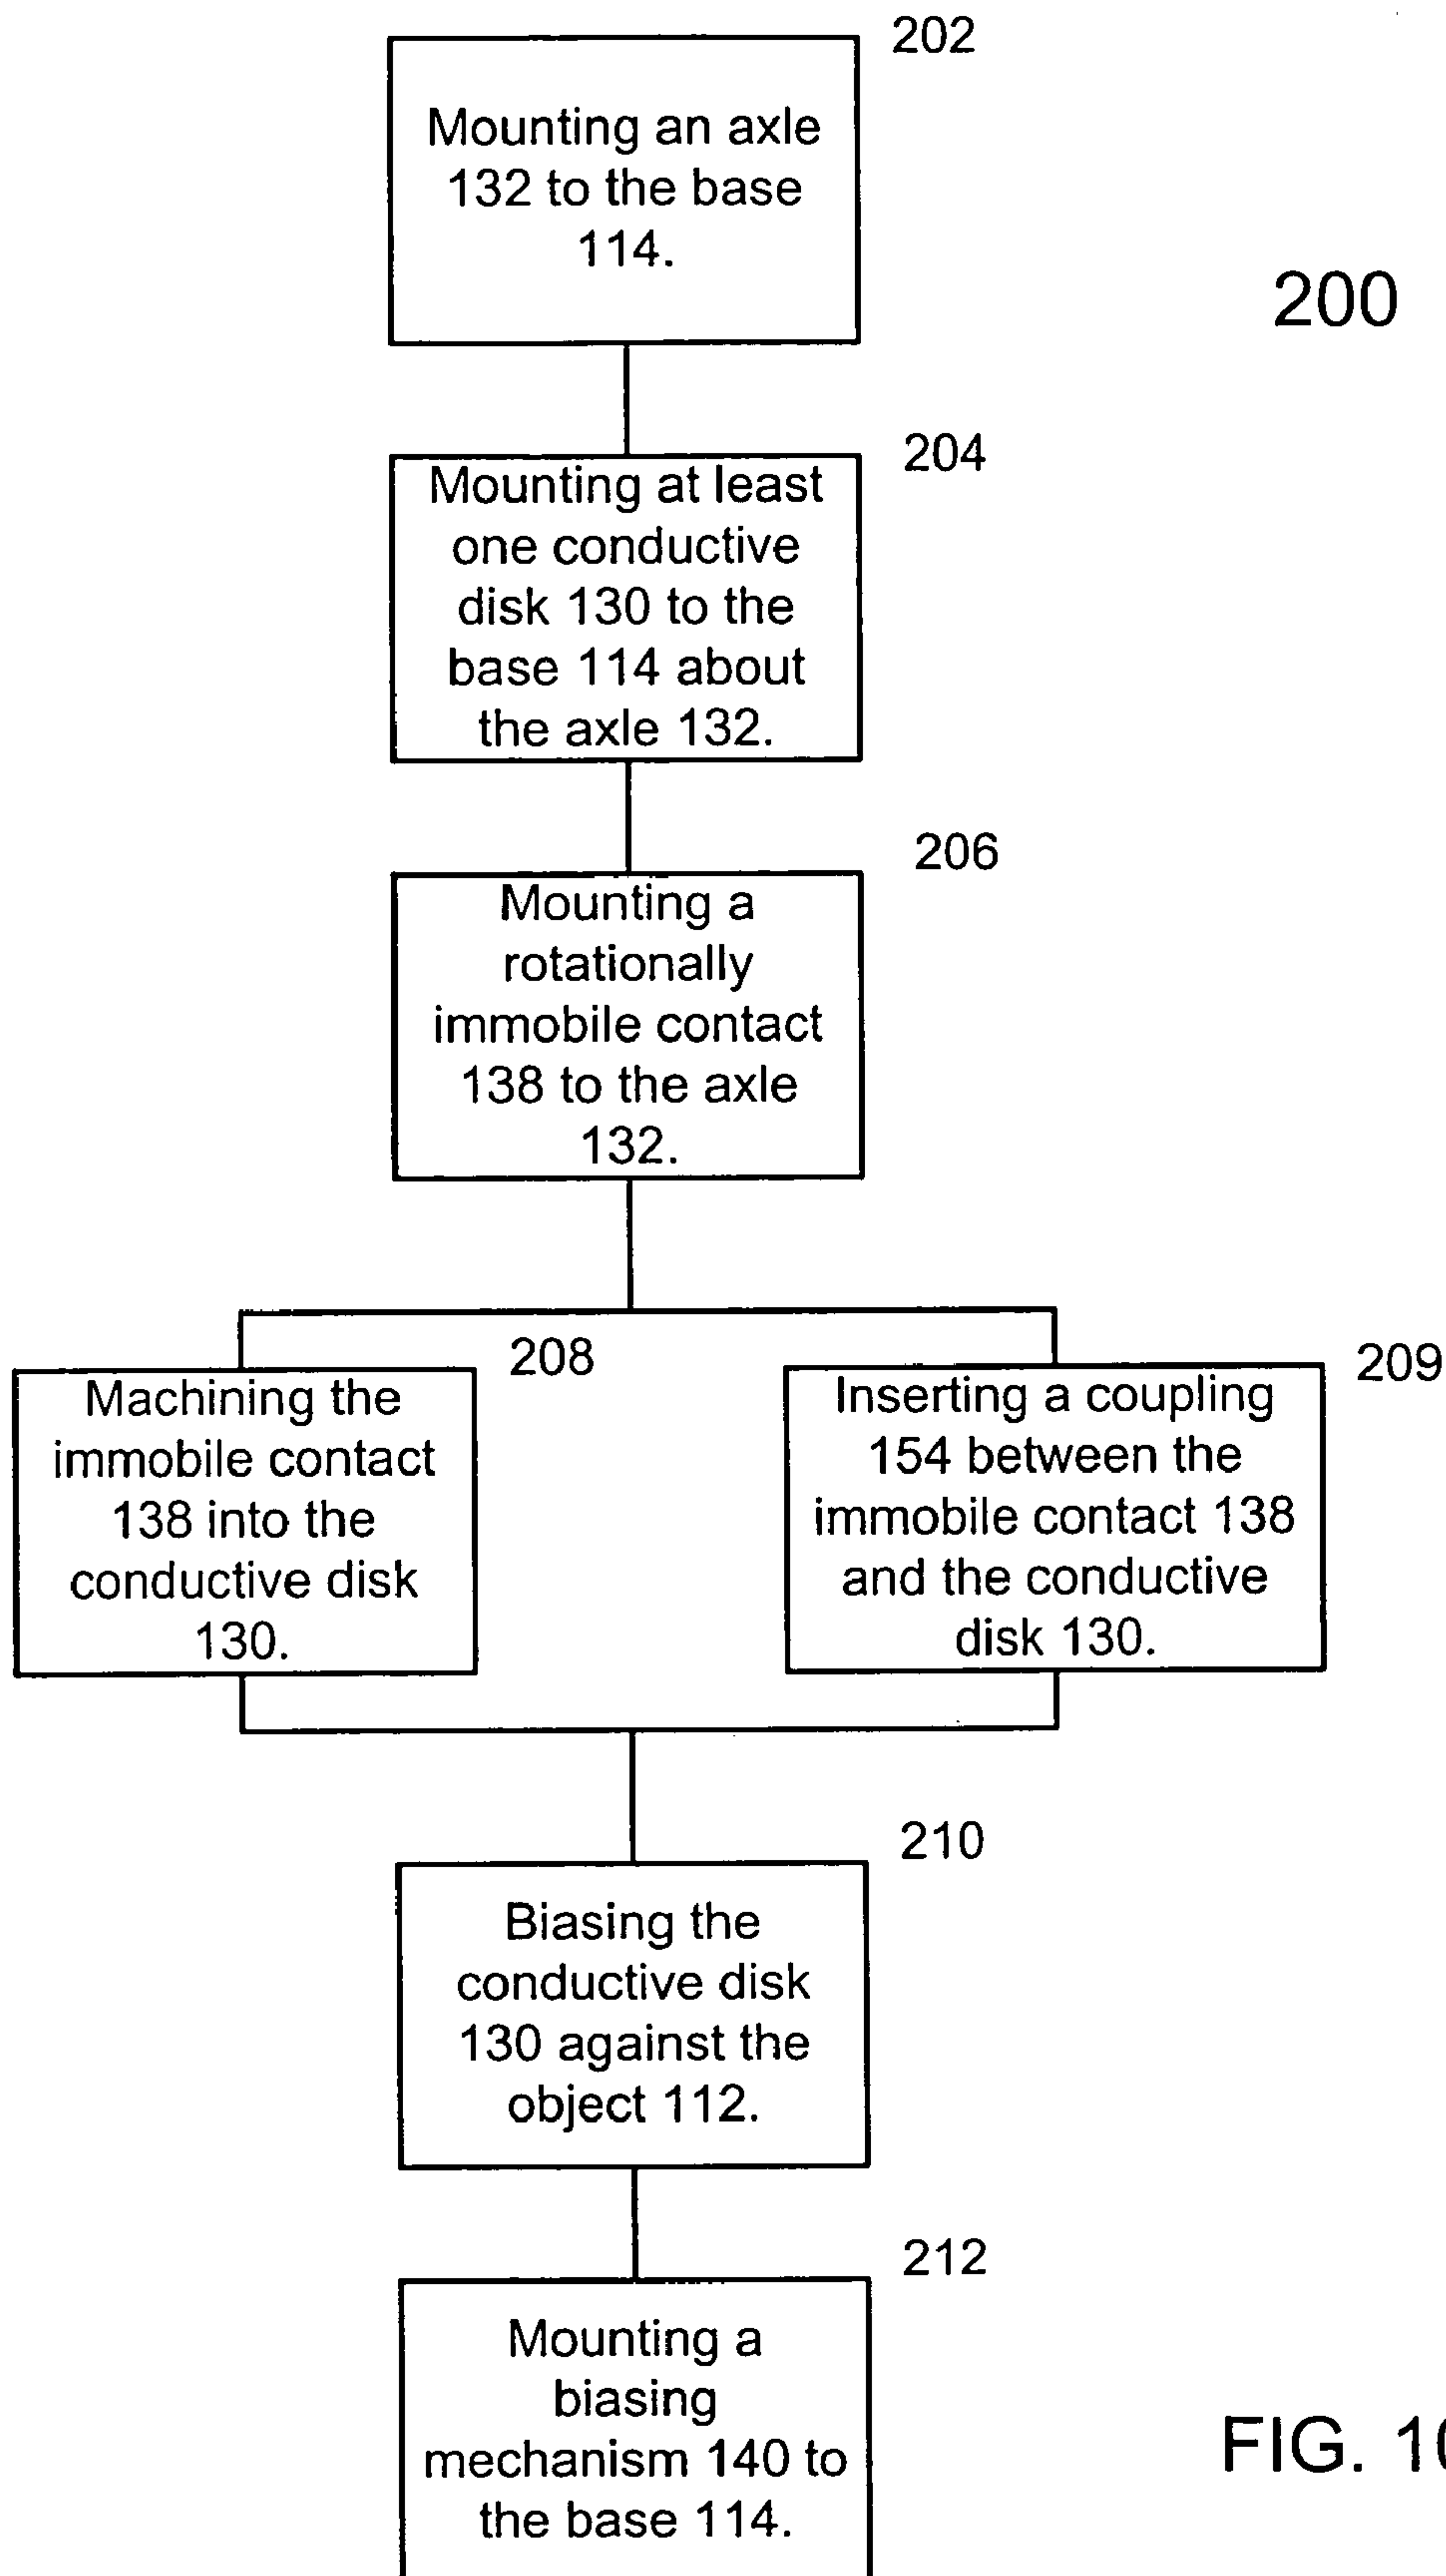 202
Mounting an axle
132 to the base
114.
200
204
Mounting at least
one conductive
disk 130 to the
base 114 about
the axle 132.
206
Mounting a
rotationally
immobile contact
138 to the axle
132.
208
Machining the
immobile contact
138 into the
conductive disk
130.
209
Inserting a coupling
154 between the
immobile contact 138
and the conductive
disk 130.
210
Biasing the
conductive disk
130 against the
object 112.
212
Mounting a
biasing
mechanism 140 to
the base 114.
FIG. 10